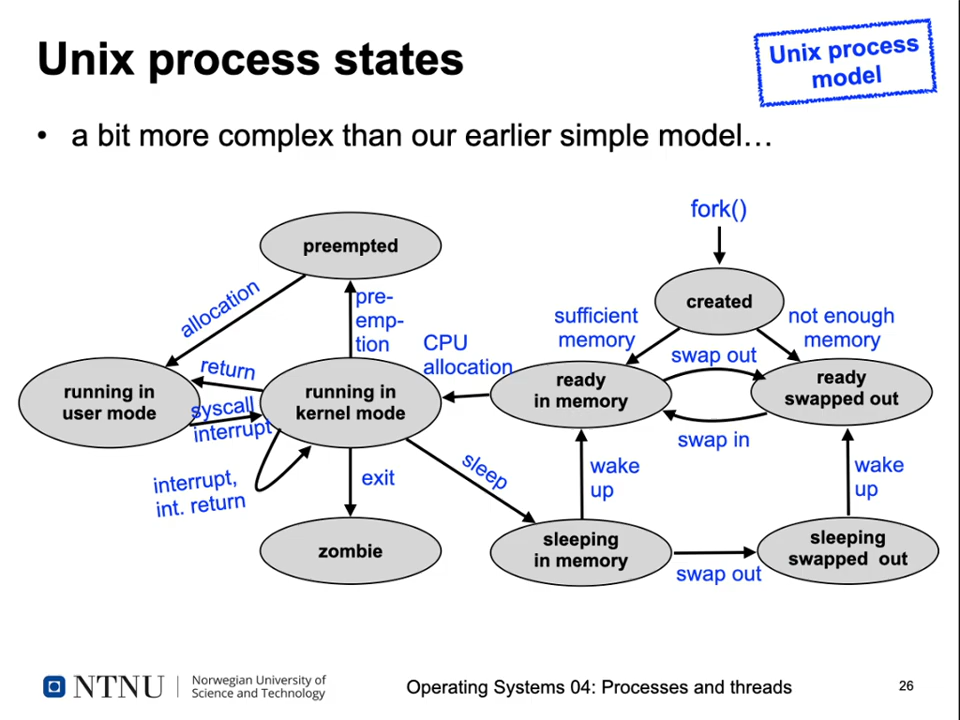 Unix process states
Unix process
model
• a bit more complex than our earlier simple model…
fork()
preempted
created
allocation
pre-
emp-
tion
sufficient
memory
not enough
memory
CPU
allocation
swap out
return
running in
user mode
running in
kernel mode
ready
in memory
ready
swapped out
syscall
interrupt
swap in
interrupt,
int. return
exit
sleep
wake
up
wake
up
zombie
sleeping
in memory
sleeping
swapped out
swap out
NTNU
Norwegian University of
Science and Technology
Operating Systems 04: Processes and threads
26